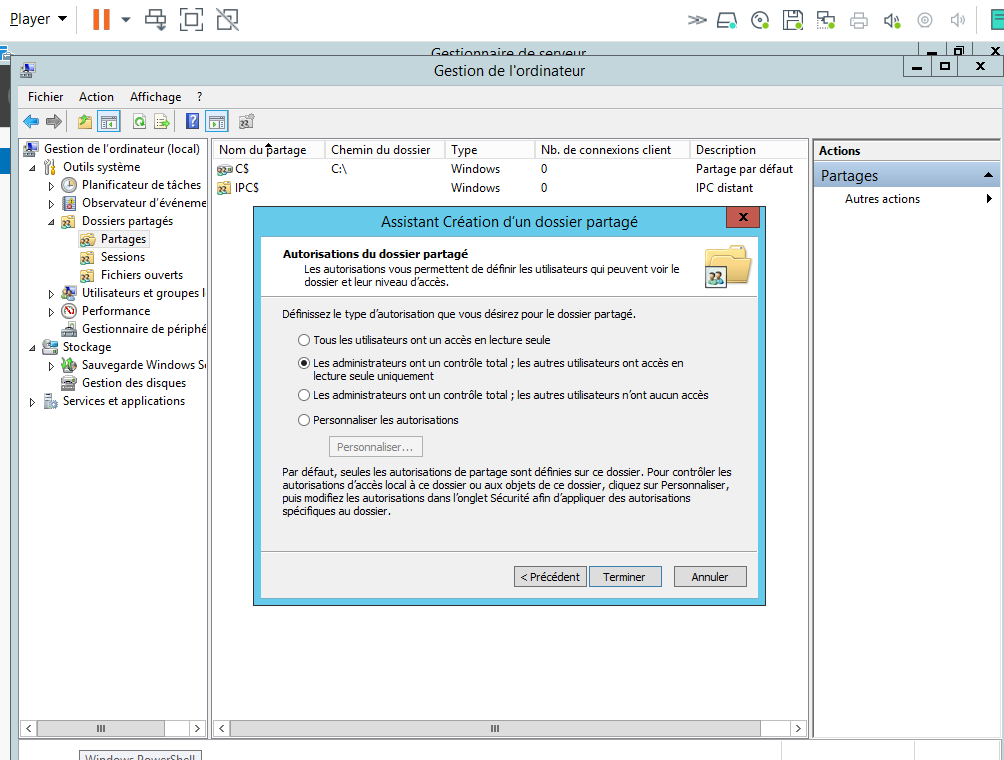 Player
Gestionnaire de serveur
Gestion de l'ordinateur
Fichier Action Affichage ?
Gestion de l'ordinateur (local)
Outils système
Planificateur de tâches
Observateur d'événeme
Dossiers partagés
Partages
Sessions
Fichiers ouverts
Utilisateurs et groupes l
Performance
Gestionnaire de périphé
Stockage
Sauvegarde Windows Se
Gestion des disques
Services et applications
Nom du partage Chemin du dossier Type Nb. de connexions client Description
C$ C:\ Windows 0 Partage par défaut
IPC$ Windows 0 IPC distant
Actions
Partages
Autres actions
Assistant Création d'un dossier partagé
Autorisations du dossier partagé
Les autorisations vous permettent de définir les utilisateurs qui peuvent voir le
dossier et leur niveau d'accès.
Définissez le type d'autorisation que vous désirez pour le dossier partagé.
Tous les utilisateurs ont un accès en lecture seule
Les administrateurs ont un contrôle total ; les autres utilisateurs ont accès en
lecture seule uniquement
Les administrateurs ont un contrôle total ; les autres utilisateurs n'ont aucun accès
Personnaliser les autorisations
Personnaliser...
Par défaut, seules les autorisations de partage sont définies sur ce dossier. Pour contrôler les
autorisations d'accès local à ce dossier ou aux objets de ce dossier, cliquez sur Personnaliser,
puis modifiez les autorisations dans l'onglet Sécurité afin d'appliquer des autorisations
spécifiques au dossier.
< Précédent Terminer Annuler
Windows PowerShell